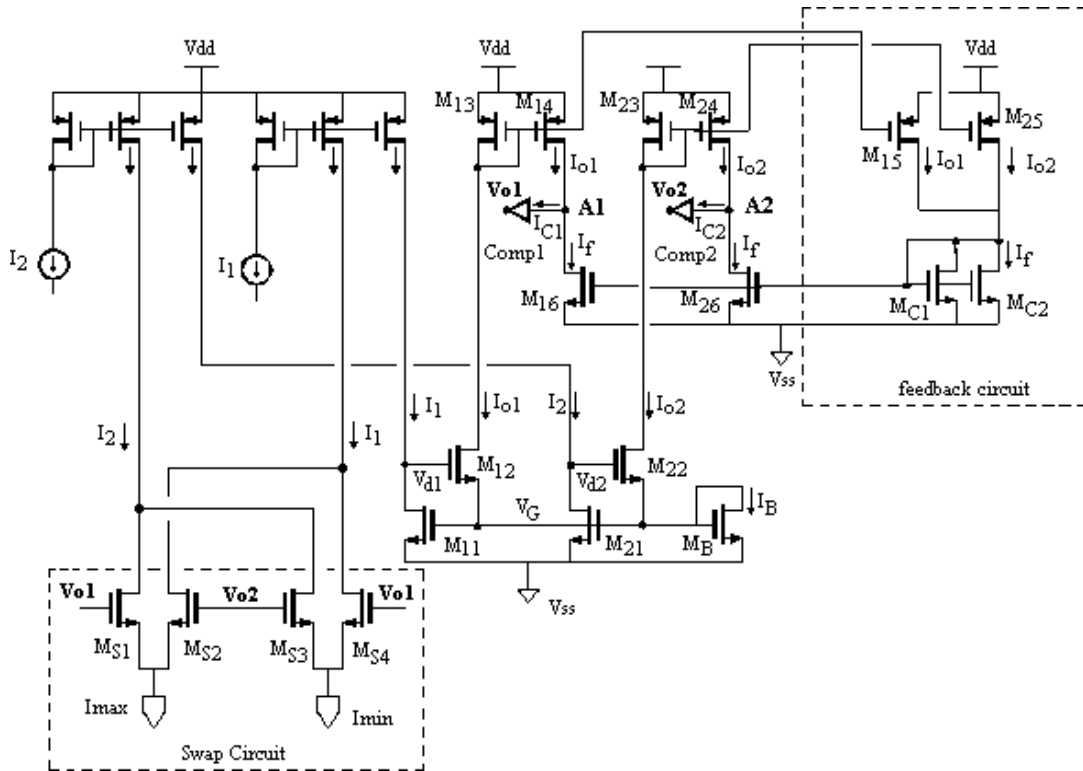 Vdd
Vdd
Vdd
M13
M14
M23
M24
M25
M15
Io1
Io2
Io1
Io2
Vo1
A1
Vo2
A2
IC1
IC2
Comp1
If
Comp2
If
If
I2
I1
M16
M26
MC1
MC2
Vss
feedback circuit
I1
Io1
I2
Io2
I2
I1
Vd1
M12
Vd2
M22
VG
IB
M11
M21
MB
Vo1
Vo2
Vo1
Vss
MS1
MS2
MS3
MS4
Imax
Imin
Swap Circuit